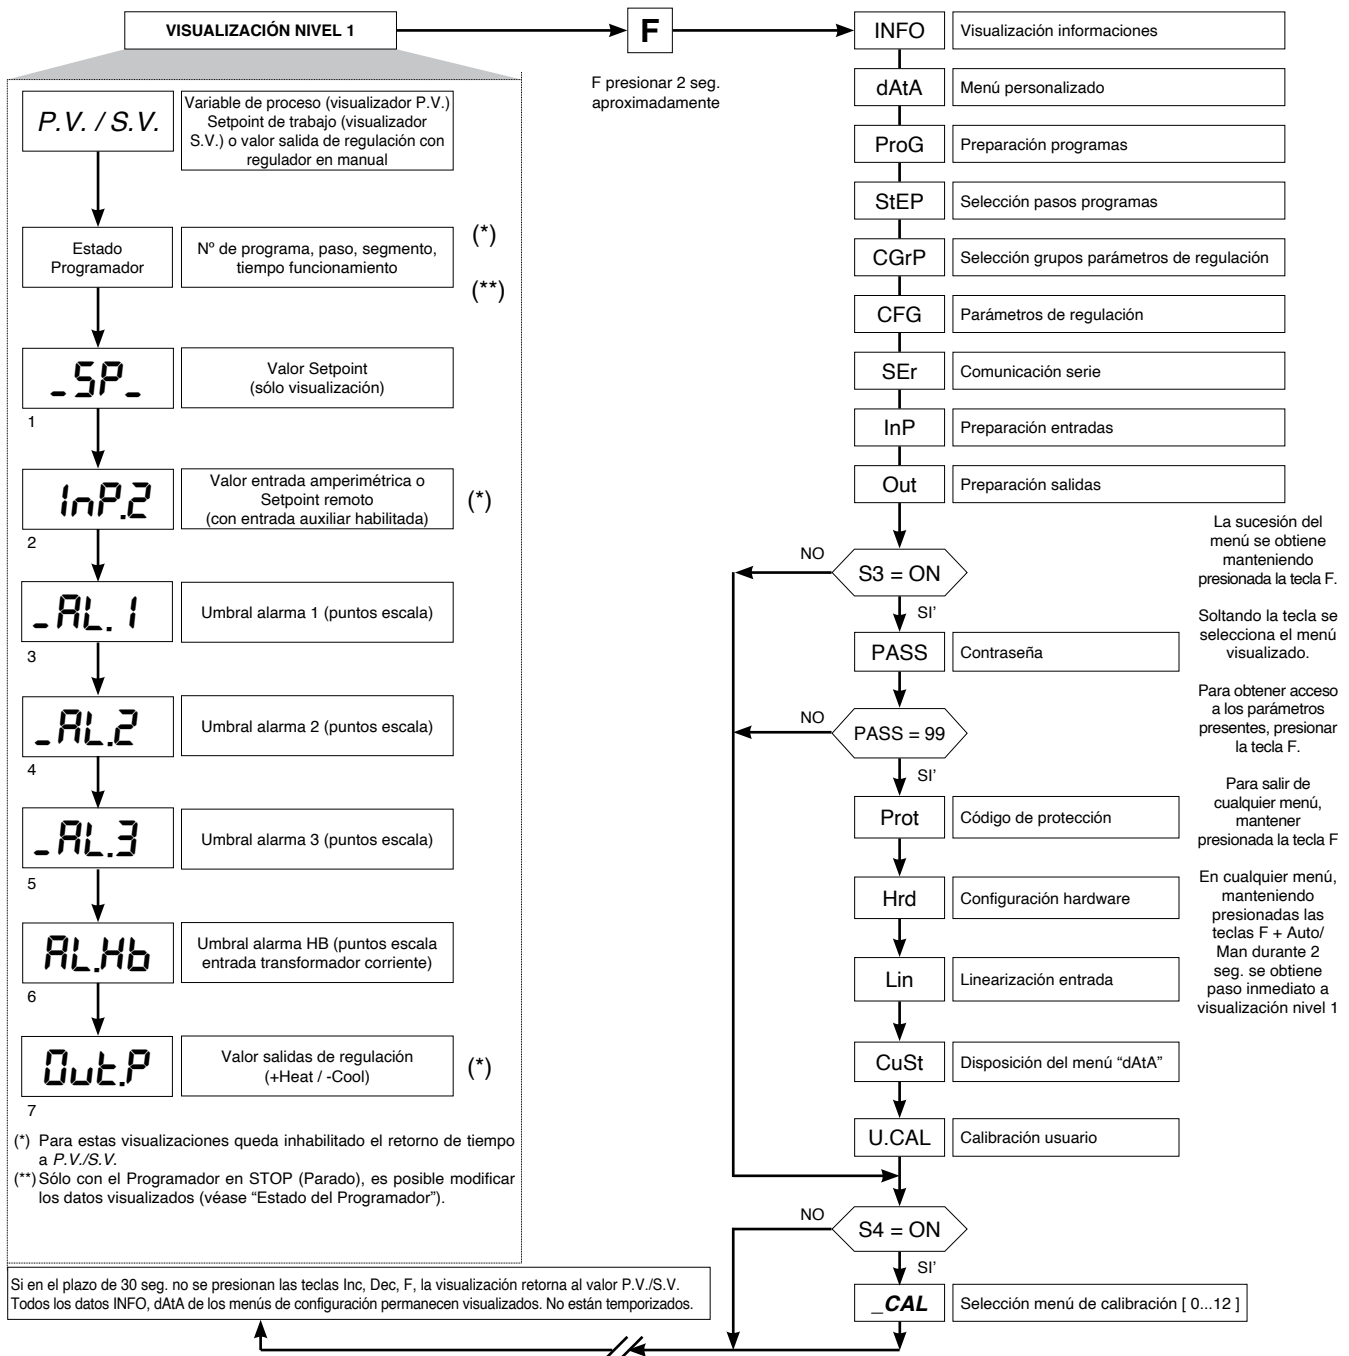 VISUALIZACIÓN NIVEL 1
F
F presionar 2 seg.
aproximadamente
P.V. / S.V.
Variable de proceso (visualizador P.V.)
Setpoint de trabajo (visualizador
S.V.) o valor salida de regulación con
regulador en manual
Estado
Programador
Nº de programa, paso, segmento,
tiempo funcionamiento
(*)
(**)
_SP_
Valor Setpoint
(sólo visualización)
1
InP.2
Valor entrada amperimétrica o
Setpoint remoto
(con entrada auxiliar habilitada)
(*)
2
_AL.1
Umbral alarma 1 (puntos escala)
3
_AL.2
Umbral alarma 2 (puntos escala)
4
_AL.3
Umbral alarma 3 (puntos escala)
5
AL.Hb
Umbral alarma HB (puntos escala
entrada transformador corriente)
6
Out.P
Valor salidas de regulación
(+Heat / -Cool)
(*)
7
(*) Para estas visualizaciones queda inhabilitado el retorno de tiempo
a P.V./S.V.
(**) Sólo con el Programador en STOP (Parado), es posible modificar
los datos visualizados (véase “Estado del Programador”).
Si en el plazo de 30 seg. no se presionan las teclas Inc, Dec, F, la visualización retorna al valor P.V./S.V.
Todos los datos INFO, dAtA de los menús de configuración permanecen visualizados. No están temporizados.
INFO
Visualización informaciones
dAtA
Menú personalizado
ProG
Preparación programas
StEP
Selección pasos programas
CGrP
Selección grupos parámetros de regulación
CFG
Parámetros de regulación
SEr
Comunicación serie
InP
Preparación entradas
Out
Preparación salidas
NO
S3 = ON
SI’
PASS
Contraseña
NO
PASS = 99
SI’
Prot
Código de protección
Hrd
Configuración hardware
Lin
Linearización entrada
CuSt
Disposición del menú “dAtA”
U.CAL
Calibración usuario
NO
S4 = ON
SI’
_CAL
Selección menú de calibración [ 0...12 ]
La sucesión del
menú se obtiene
manteniendo
presionada la tecla F.
Soltando la tecla se
selecciona el menú
visualizado.
Para obtener acceso
a los parámetros
presentes, presionar
la tecla F.
Para salir de
cualquier menú,
mantener
presionada la tecla F
En cualquier menú,
manteniendo
presionadas las
teclas F + Auto/
Man durante 2
seg. se obtiene
paso inmediato a
visualización nivel 1